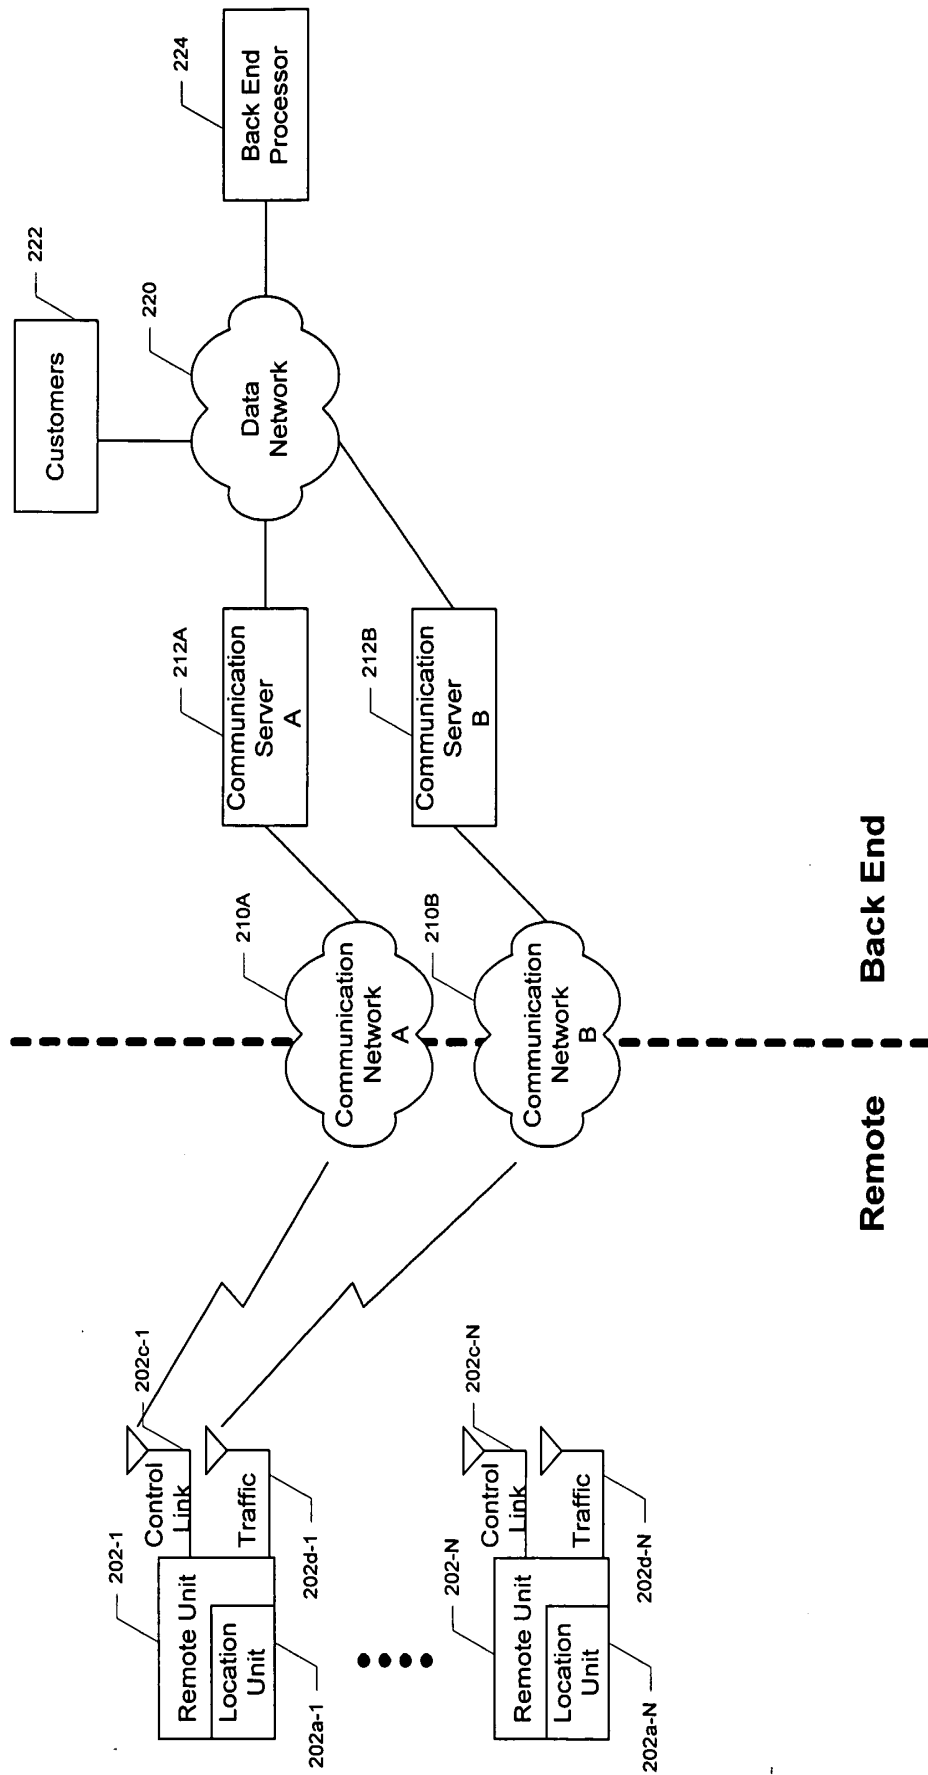 202-1
Remote Unit
Location
Unit
202a-1
Control
Link
202c-1
Traffic
202d-1
202-N
Remote Unit
Location
Unit
202a-N
Control
Link
202c-N
Traffic
202d-N
210A
Communication
Network
A
210B
Communication
Network
B
212A
Communication
Server
A
212B
Communication
Server
B
222
Customers
220
Data
Network
224
Back End
Processor
Remote
Back End